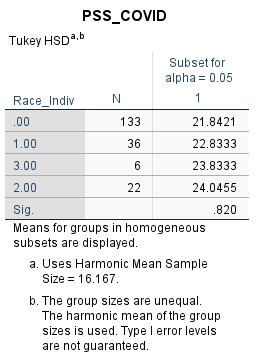 PSS_COVID
Tukey HSDa,b
Subset for
alpha = 0.05
Race_Indiv N 1
.00 133 21.8421
1.00 36 22.8333
3.00 6 23.8333
2.00 22 24.0455
Sig. .820
Means for groups in homogeneous
subsets are displayed.
a. Uses Harmonic Mean Sample
Size = 16.167.
b. The group sizes are unequal.
The harmonic mean of the group
sizes is used. Type I error levels
are not guaranteed.